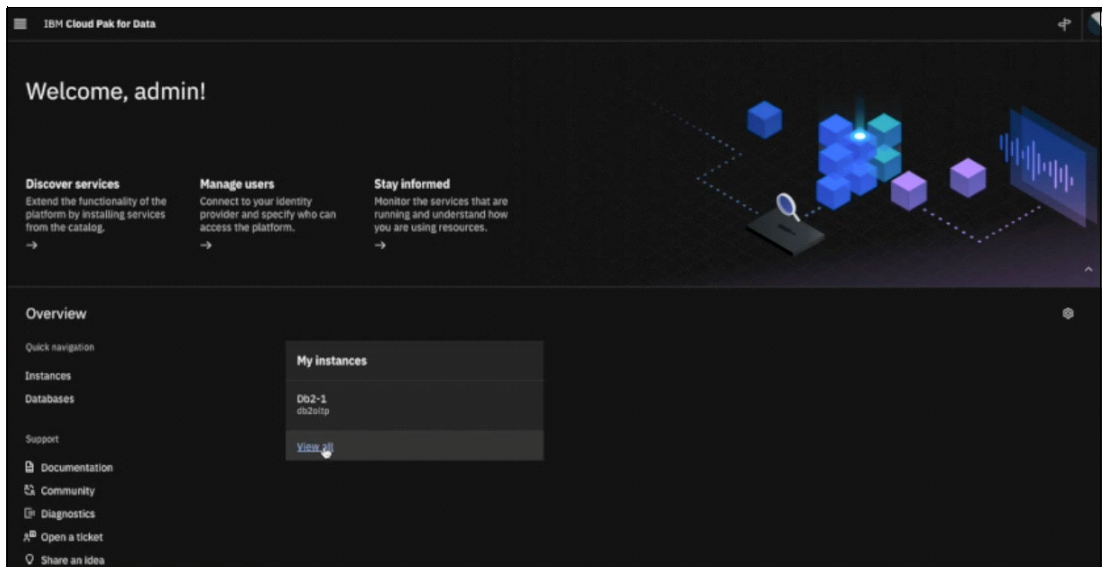 IBM Cloud Pak for Data
Welcome, admin!
Discover services
Extend the functionality of the
platform by installing services
from the catalog.
Manage users
Connect to your identity
provider and specify who can
access the platform.
Stay informed
Monitor the services that are
running and understand how
you are using resources.
Overview
Quick navigation
Instances
Databases
Support
Documentation
Community
Diagnostics
Open a ticket
Share an idea
My instances
Db2-1
db2oltp
View all